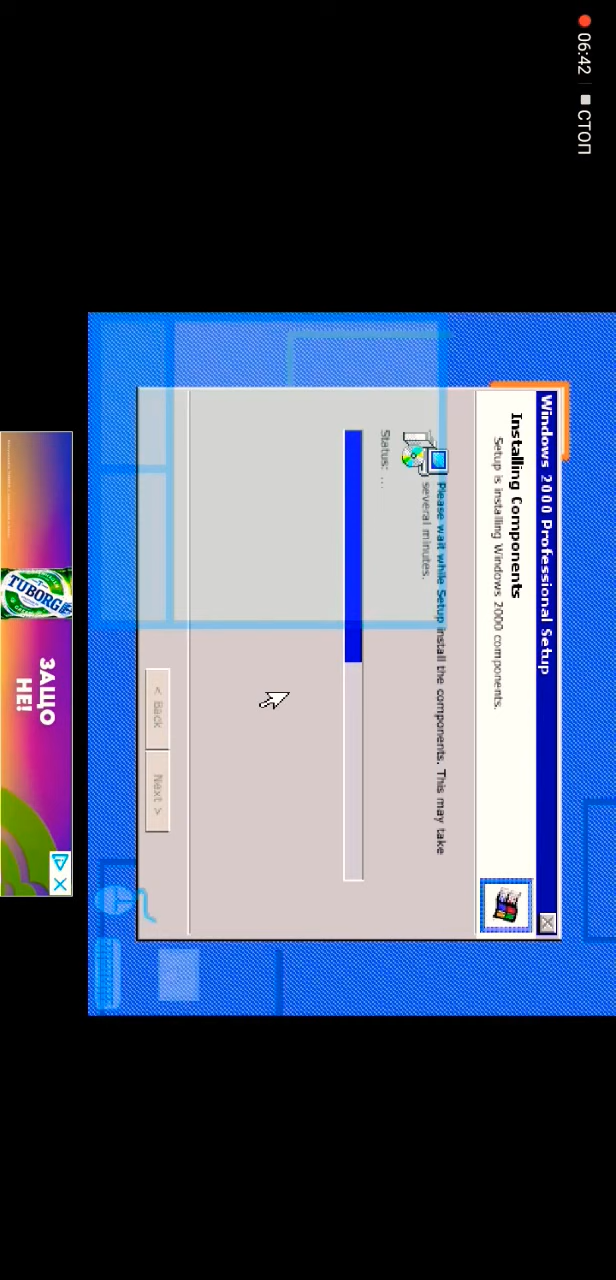 06:42
СТОП
Windows 2000 Professional Setup
Installing Components
Setup is installing Windows 2000 components.
Please wait while Setup install the components. This may take
several minutes.
Status: ...
< Back
Next >
TUBORG
ЗАЩО
НЕ!